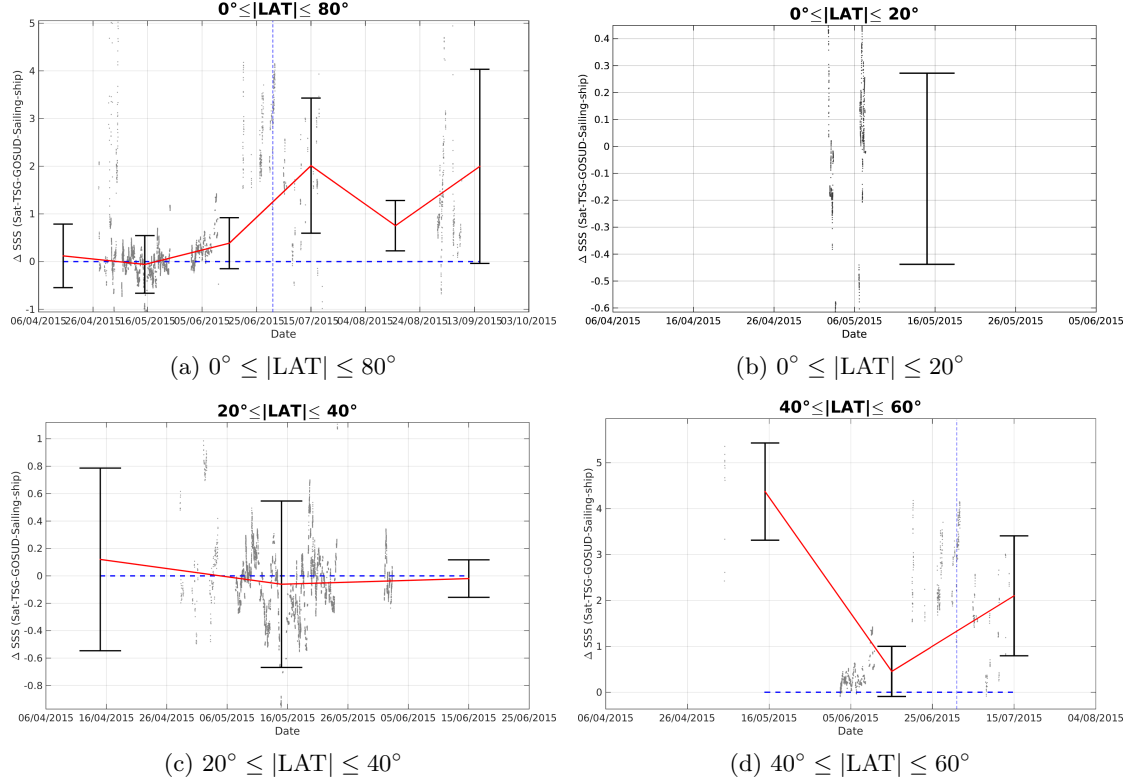 0°≤|LAT|≤ 80°
5
4
3
2
1
0
-1
Δ SSS (Sat-TSG-GOSUD-Sailing-ship)
06/04/2015 26/04/2015 16/05/2015 05/06/2015 25/06/2015 15/07/2015 04/08/2015 24/08/2015 13/09/2015 03/10/2015
Date
(a) 0° ≤ |LAT| ≤ 80°
0°≤|LAT|≤ 20°
0.4
0.3
0.2
0.1
0
-0.1
-0.2
-0.3
-0.4
-0.5
-0.6
Δ SSS (Sat-TSG-GOSUD-Sailing-ship)
06/04/2015 16/04/2015 26/04/2015 06/05/2015 16/05/2015 26/05/2015 05/06/2015
Date
(b) 0° ≤ |LAT| ≤ 20°
20°≤|LAT|≤ 40°
1
0.8
0.6
0.4
0.2
0
-0.2
-0.4
-0.6
-0.8
Δ SSS (Sat-TSG-GOSUD-Sailing-ship)
06/04/2015 16/04/2015 26/04/2015 06/05/2015 16/05/2015 26/05/2015 05/06/2015 15/06/2015 25/06/2015
Date
(c) 20° ≤ |LAT| ≤ 40°
40°≤|LAT|≤ 60°
5
4
3
2
1
0
Δ SSS (Sat-TSG-GOSUD-Sailing-ship)
06/04/2015 26/04/2015 16/05/2015 05/06/2015 25/06/2015 15/07/2015 04/08/2015
Date
(d) 40° ≤ |LAT| ≤ 60°